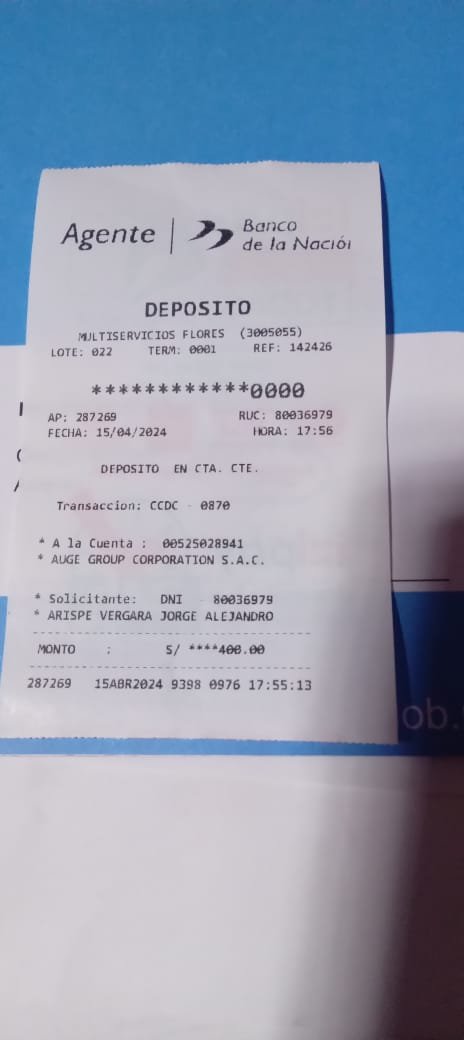 Agente | Banco
de la Nación
DEPOSITO
MULTISERVICIOS FLORES (3005055)
LOTE: 022 TERM: 0001 REF: 142426
************0000
AP: 287269 RUC: 80036979
FECHA: 15/04/2024 HORA: 17:56
DEPOSITO EN CTA. CTE.
Transaccion: CCDC - 0870
* A la Cuenta : 00525028941
* AUGE GROUP CORPORATION S.A.C.
* Solicitante: DNI - 80036979
* ARISPE VERGARA JORGE ALEJANDRO
MONTO : S/ ****400.00
287269 15ABR2024 9398 0976 17:55:13
ob.